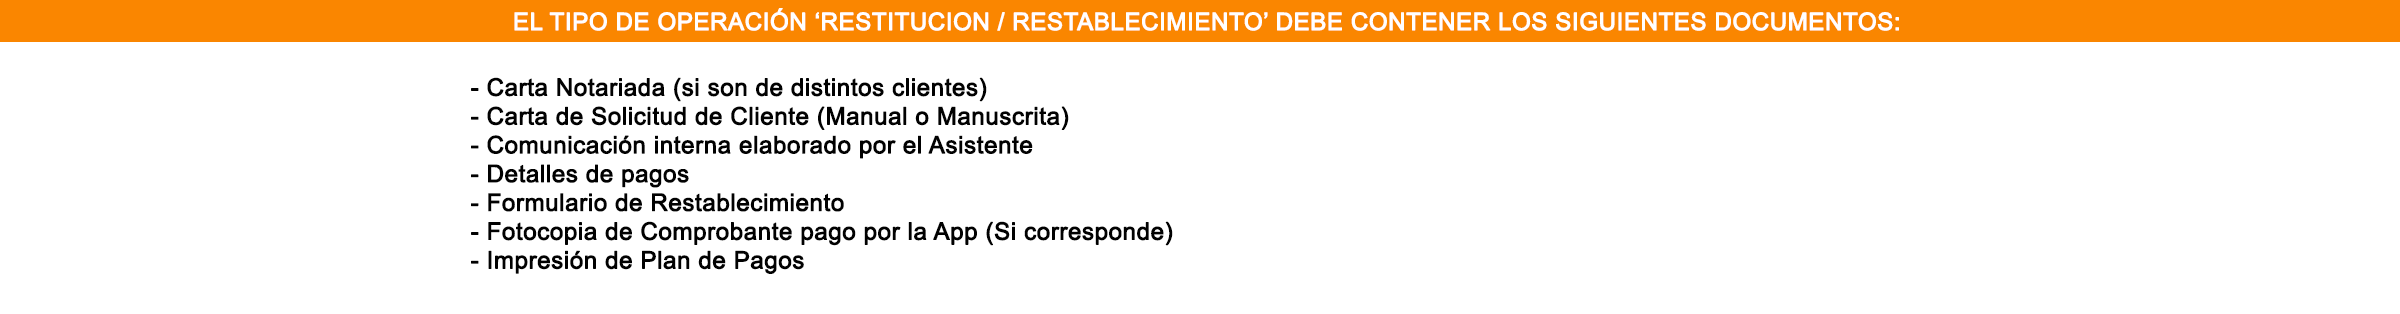 EL TIPO DE OPERACIÓN ‘RESTITUCION / RESTABLECIMIENTO’ DEBE CONTENER LOS SIGUIENTES DOCUMENTOS:
- Carta Notariada (si son de distintos clientes)
- Carta de Solicitud de Cliente (Manual o Manuscrita)
- Comunicación interna elaborado por el Asistente
- Detalles de pagos
- Formulario de Restablecimiento
- Fotocopia de Comprobante pago por la App (Si corresponde)
- Impresión de Plan de Pagos